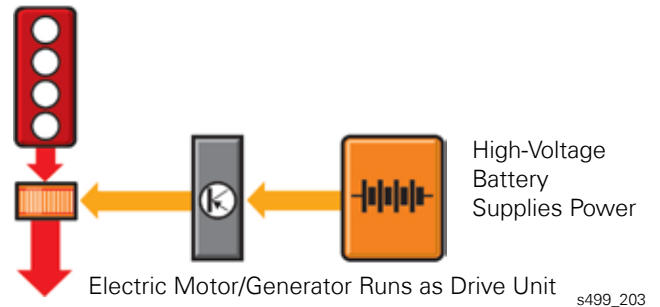 High-Voltage
Battery
Supplies Power
Electric Motor/Generator Runs as Drive Unit
s499_203